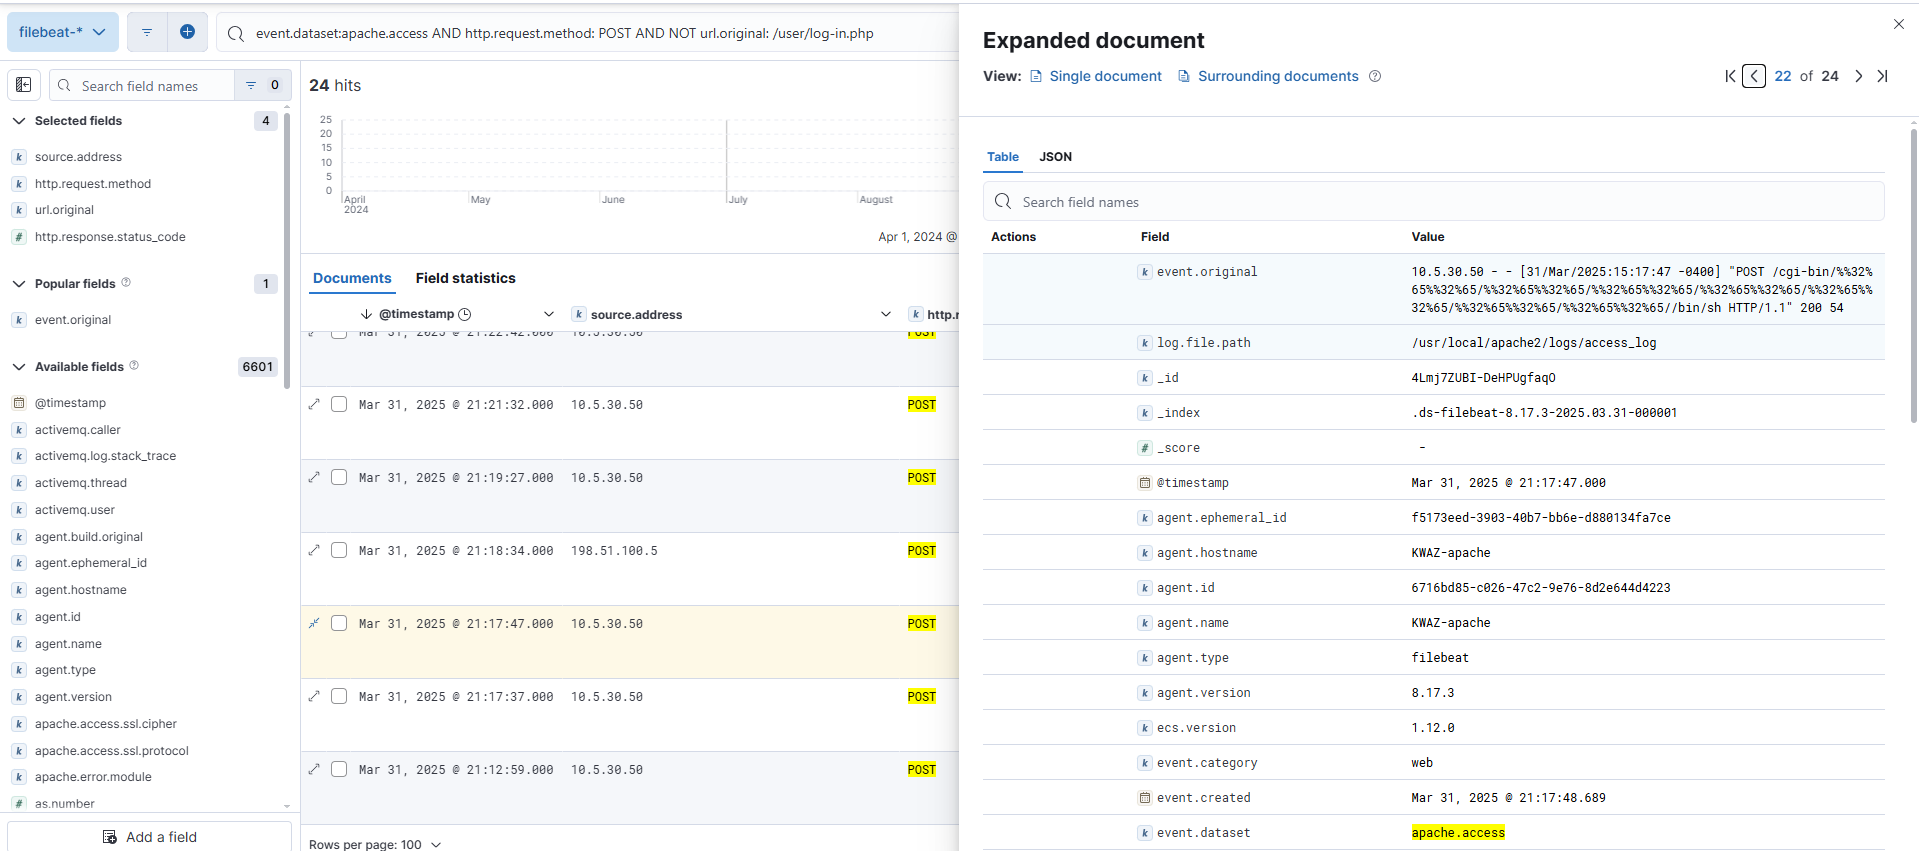 filebeat-*
event.dataset:apache.access AND http.request.method: POST AND NOT url.original: /user/log-in.php
Search field names
0
Selected fields
4
source.address
http.request.method
url.original
http.response.status_code
Popular fields
1
event.original
Available fields
6601
@timestamp
activemq.caller
activemq.log.stack_trace
activemq.thread
activemq.user
agent.build.original
agent.ephemeral_id
agent.hostname
agent.id
agent.name
agent.type
agent.version
apache.access.ssl.cipher
apache.access.ssl.protocol
apache.error.module
as.number
Add a field
24 hits
25
20
15
10
5
0
April
2024
May
June
July
August
Apr 1, 2024 @
Documents
Field statistics
@timestamp
source.address
http.r
Mar 31, 2025 @ 21:22:42.000 10.5.30.50 POST
Mar 31, 2025 @ 21:21:32.000 10.5.30.50 POST
Mar 31, 2025 @ 21:19:27.000 10.5.30.50 POST
Mar 31, 2025 @ 21:18:34.000 198.51.100.5 POST
Mar 31, 2025 @ 21:17:47.000 10.5.30.50 POST
Mar 31, 2025 @ 21:17:37.000 10.5.30.50 POST
Mar 31, 2025 @ 21:12:59.000 10.5.30.50 POST
Rows per page: 100
Expanded document
View: Single document Surrounding documents
22 of 24
Table
JSON
Search field names
Actions Field Value
event.original
10.5.30.50 - - [31/Mar/2025:15:17:47 -0400] "POST /cgi-bin/%%32%
65%%32%65/%%32%65%%32%65/%%32%65%%32%65/%%32%65%%32%65/%%32%65%%
32%65/%%32%65%%32%65/%%32%65%%32%65//bin/sh HTTP/1.1" 200 54
log.file.path /usr/local/apache2/logs/access_log
_id 4Lmj7ZUBI-DeHPUgfaqO
_index .ds-filebeat-8.17.3-2025.03.31-000001
_score -
@timestamp Mar 31, 2025 @ 21:17:47.000
agent.ephemeral_id f5173eed-3903-40b7-bb6e-d880134fa7ce
agent.hostname KWAZ-apache
agent.id 6716bd85-c026-47c2-9e76-8d2e644d4223
agent.name KWAZ-apache
agent.type filebeat
agent.version 8.17.3
ecs.version 1.12.0
event.category web
event.created Mar 31, 2025 @ 21:17:48.689
event.dataset apache.access